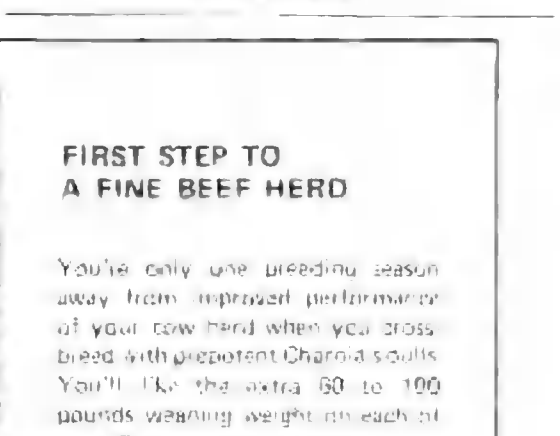 FIRST STEP TO
A FINE BEEF HERD
You're only one breeding season
away from improved performance
of your cow herd when you cross
breed with prepotent Charolais bulls
You'll like the extra 60 to 100
pounds weaning weight on each of